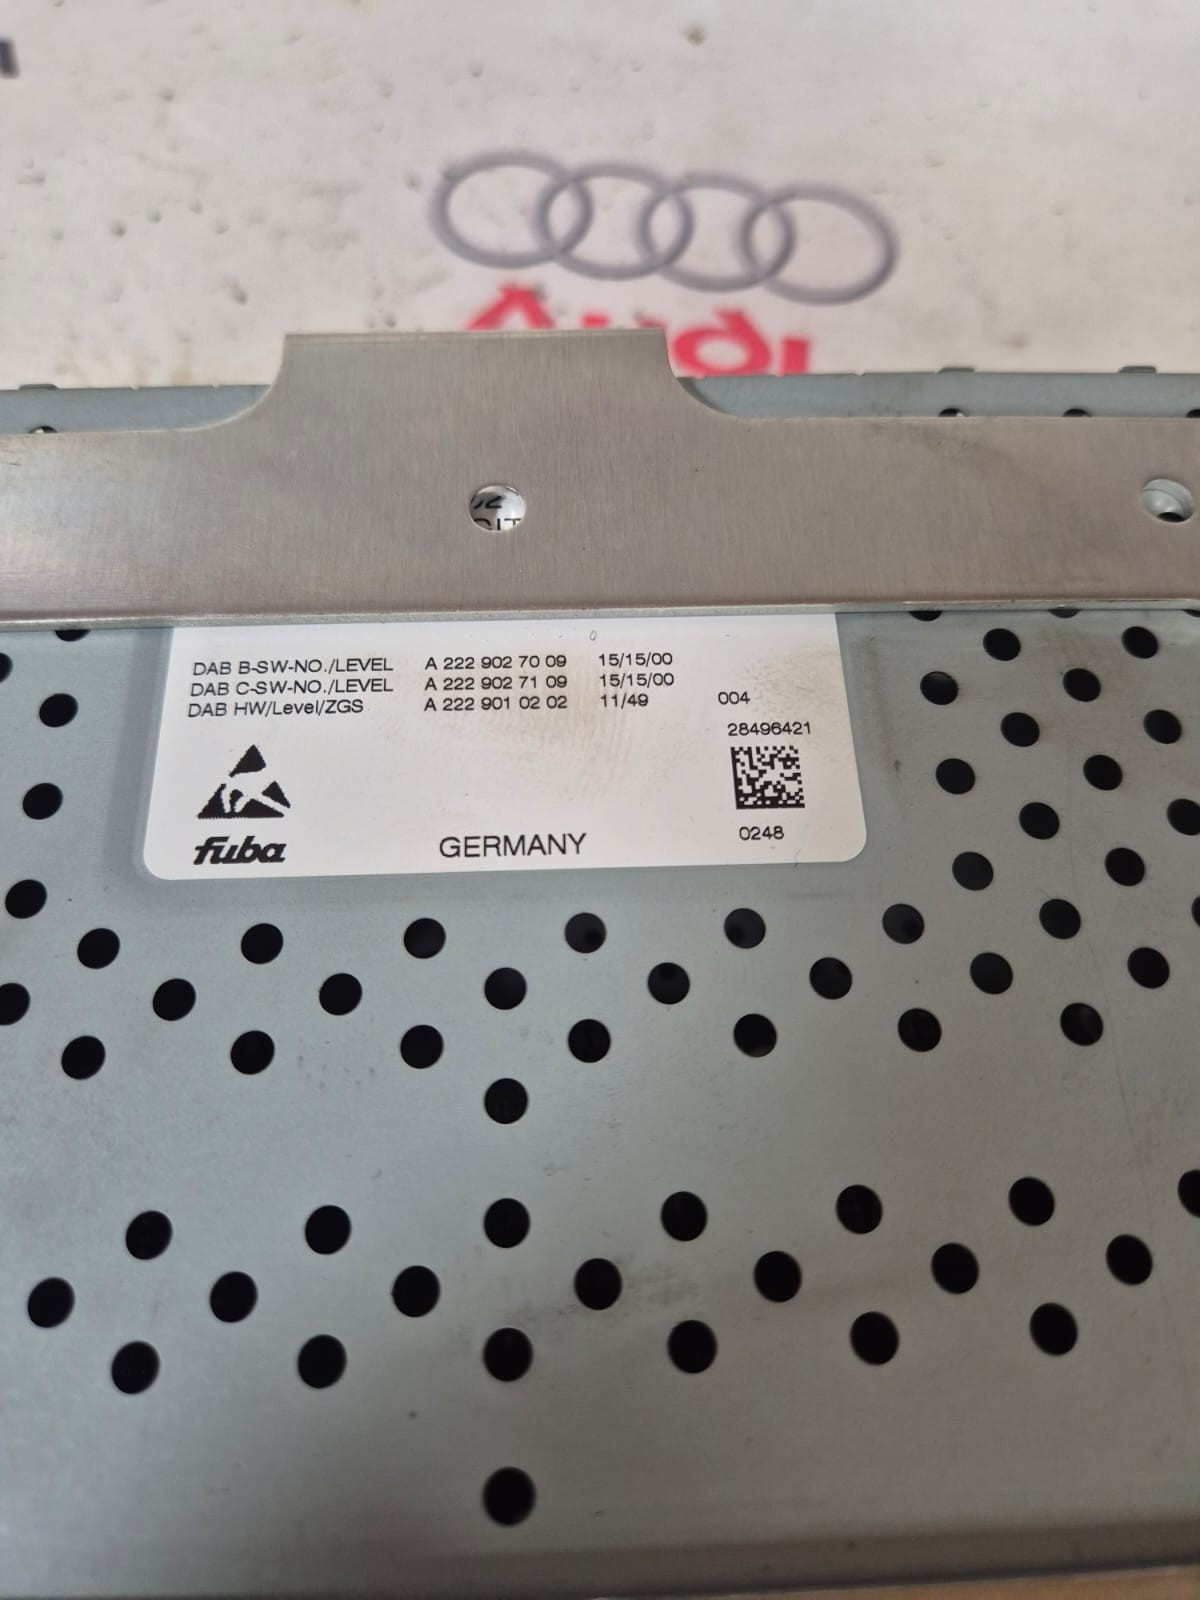 Audi
DAB B-SW-NO./LEVEL A 222 902 70 09 15/15/00
DAB C-SW-NO./LEVEL A 222 902 71 09 15/15/00
DAB HW/Level/ZGS A 222 901 02 02 11/49 004
28496421
fuba GERMANY 0248